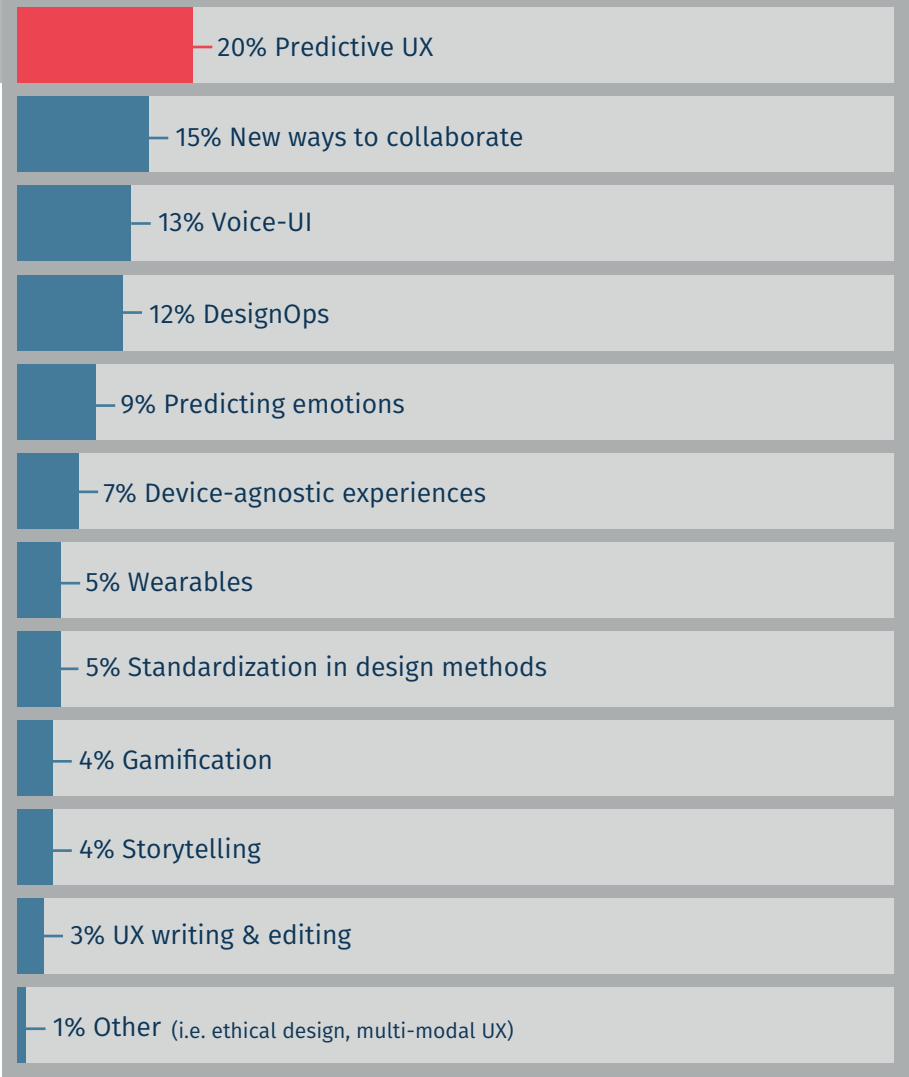 20% Predictive UX
15% New ways to collaborate
13% Voice-UI
12% DesignOps
9% Predicting emotions
7% Device-agnostic experiences
5% Wearables
5% Standardization in design methods
4% Gamification
4% Storytelling
3% UX writing & editing
1% Other (i.e. ethical design, multi-modal UX)